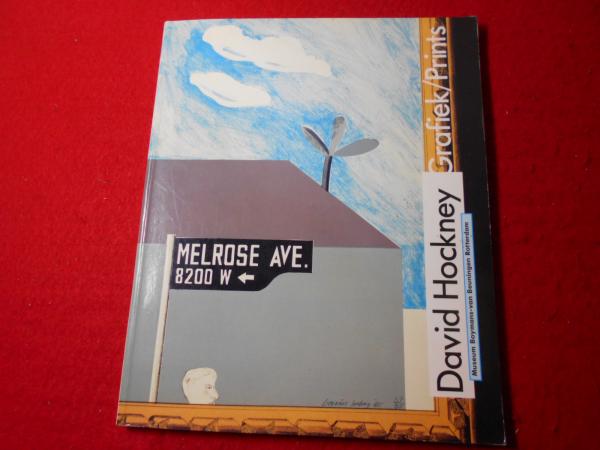 MELROSE AVE.
8200 W ←
David Hockney
Grafiek/Prints
Museum Boymans-van Beuningen Rotterdam